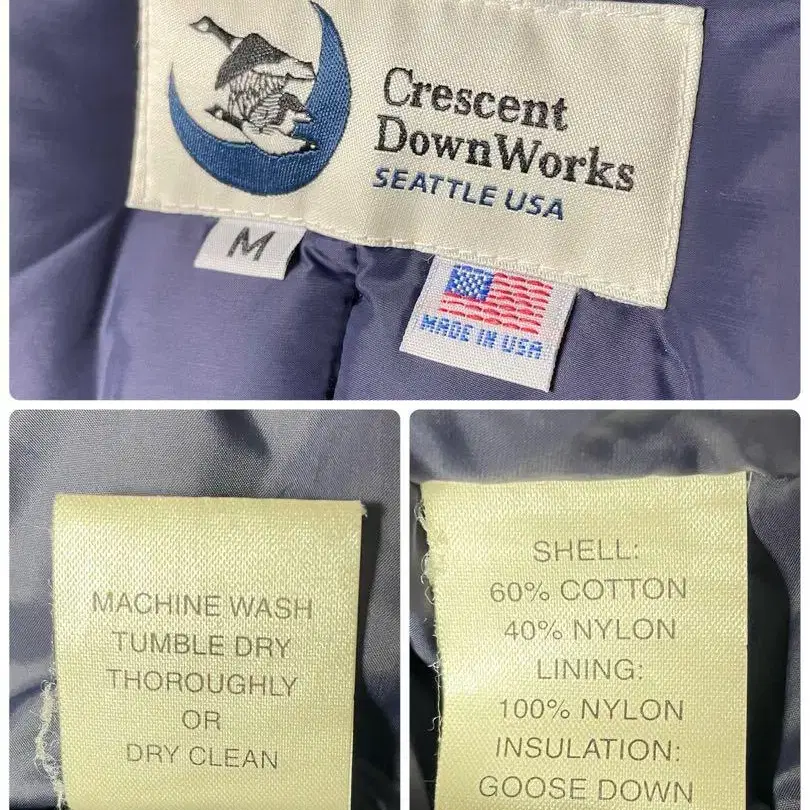 Crescent
DownWorks
SEATTLE USA
M
MADE IN USA
MACHINE WASH
TUMBLE DRY
THOROUGHLY
OR
DRY CLEAN
SHELL:
60% COTTON
40% NYLON
LINING:
100% NYLON
INSULATION:
GOOSE DOWN